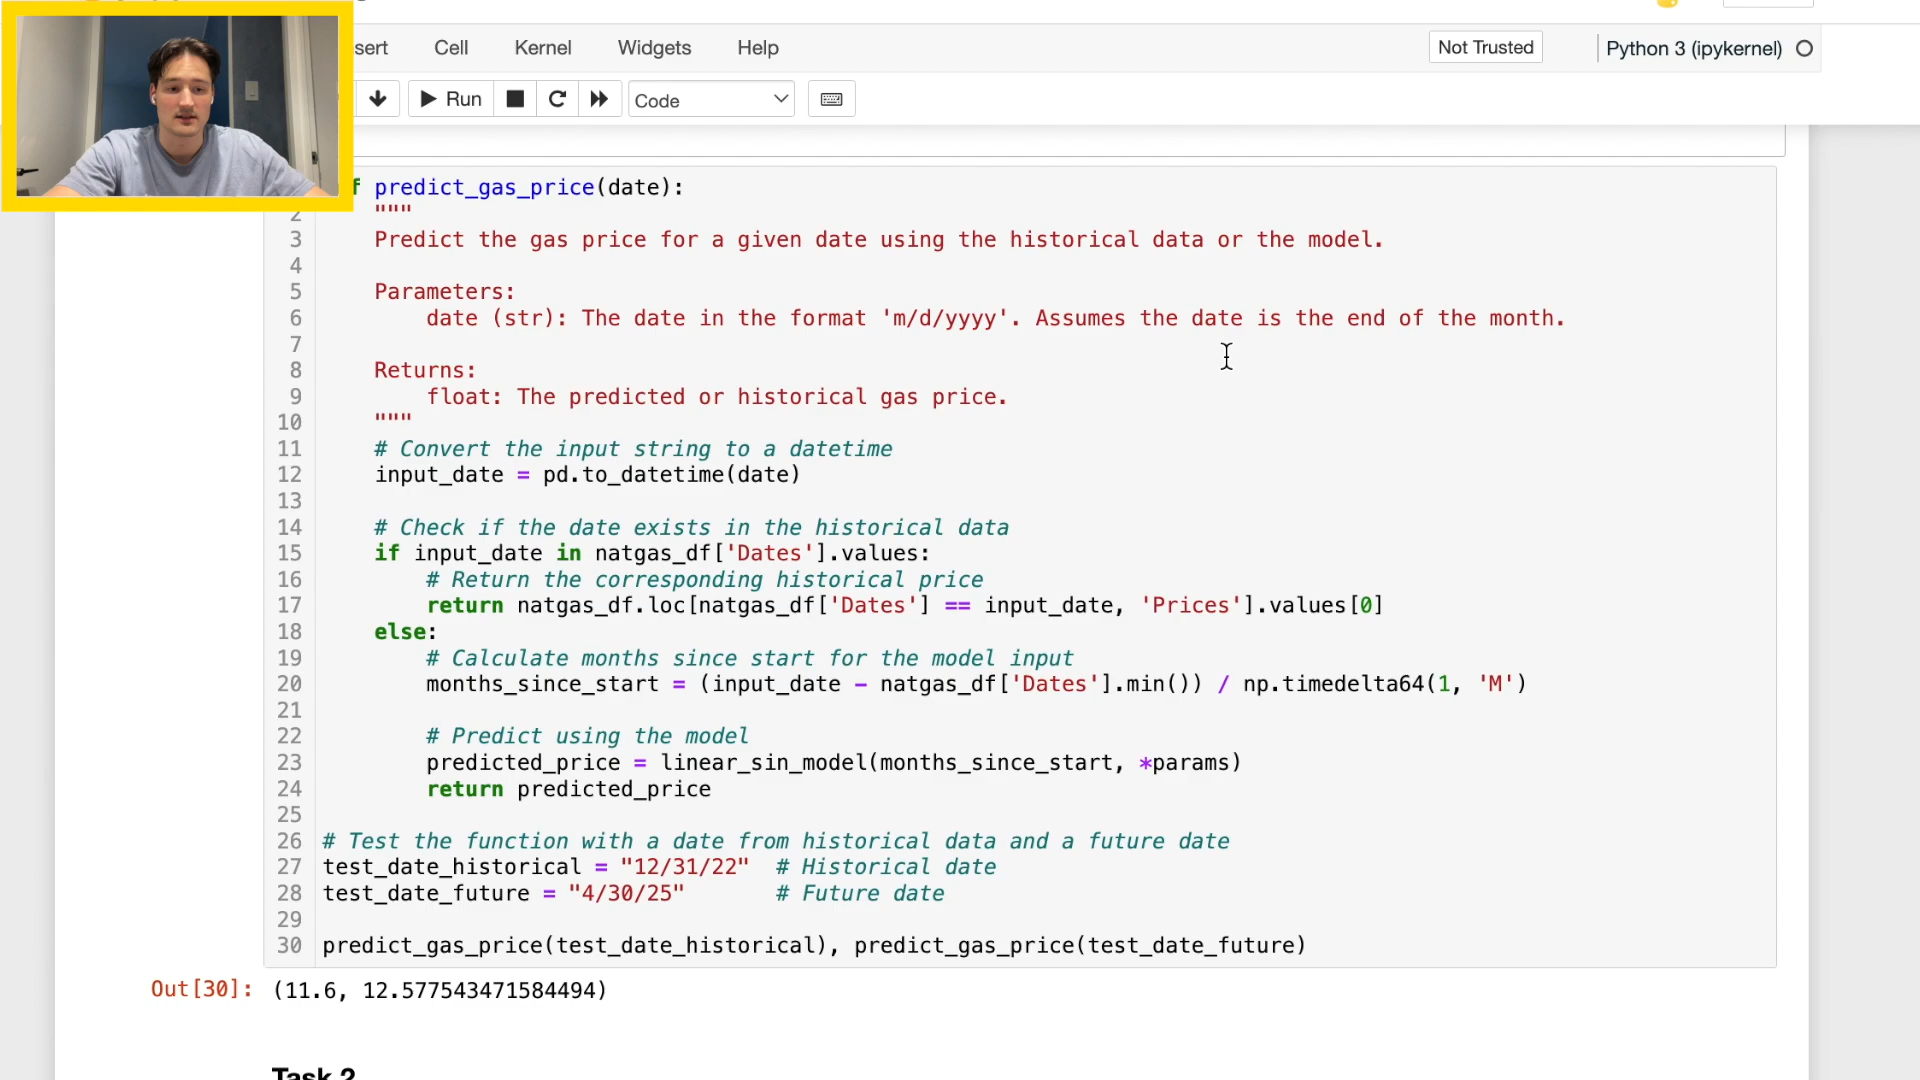 sert Cell Kernel Widgets Help Not Trusted Python 3 (ipykernel)
Run Code
f predict_gas_price(date):
2 """
3 Predict the gas price for a given date using the historical data or the model.
4
5 Parameters:
6 date (str): The date in the format 'm/d/yyyy'. Assumes the date is the end of the month.
7
8 Returns:
9 float: The predicted or historical gas price.
10 """
11 # Convert the input string to a datetime
12 input_date = pd.to_datetime(date)
13
14 # Check if the date exists in the historical data
15 if input_date in natgas_df['Dates'].values:
16 # Return the corresponding historical price
17 return natgas_df.loc[natgas_df['Dates'] == input_date, 'Prices'].values[0]
18 else:
19 # Calculate months since start for the model input
20 months_since_start = (input_date - natgas_df['Dates'].min()) / np.timedelta64(1, 'M')
21
22 # Predict using the model
23 predicted_price = linear_sin_model(months_since_start, *params)
24 return predicted_price
25
26 # Test the function with a date from historical data and a future date
27 test_date_historical = "12/31/22" # Historical date
28 test_date_future = "4/30/25" # Future date
29
30 predict_gas_price(test_date_historical), predict_gas_price(test_date_future)
Out[30]: (11.6, 12.577543471584494)
Task 2